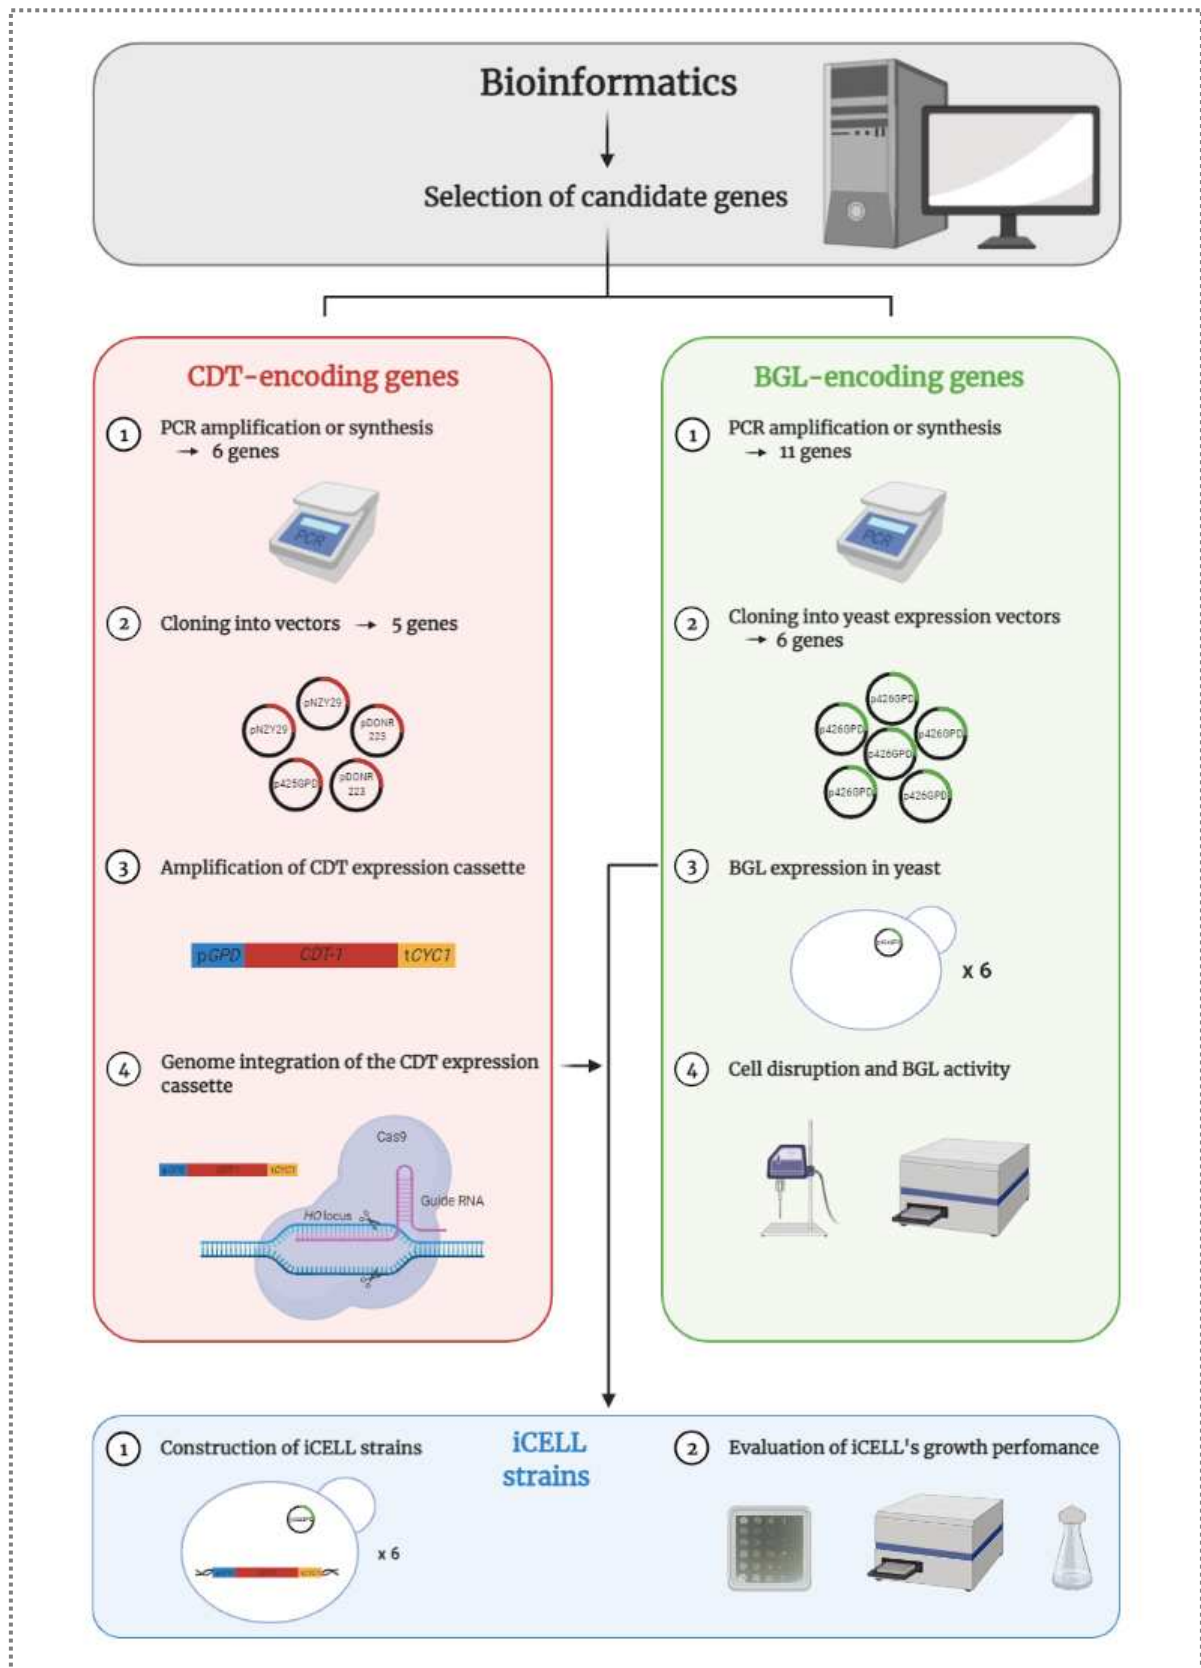 Bioinformatics
Selection of candidate genes
CDT-encoding genes
1
PCR amplification or synthesis
→ 6 genes
PCR
2
Cloning into vectors → 5 genes
pNZY29
pNZY29
pDONR
223
p425GPD
pDONR
223
3
Amplification of CDT expression cassette
pGPD
CDT-1
tCYC1
4
Genome integration of the CDT expression
cassette
Cas9
tCYC1
Guide RNA
HO locus
BGL-encoding genes
1
PCR amplification or synthesis
→ 11 genes
PCR
2
Cloning into yeast expression vectors
→ 6 genes
p426GPD
p426GPD
p426GPD
p426GPD
p426GPD
p426GPD
3
BGL expression in yeast
x 6
4
Cell disruption and BGL activity
iCELL
strains
1
Construction of iCELL strains
x 6
2
Evaluation of iCELL's growth perfomance